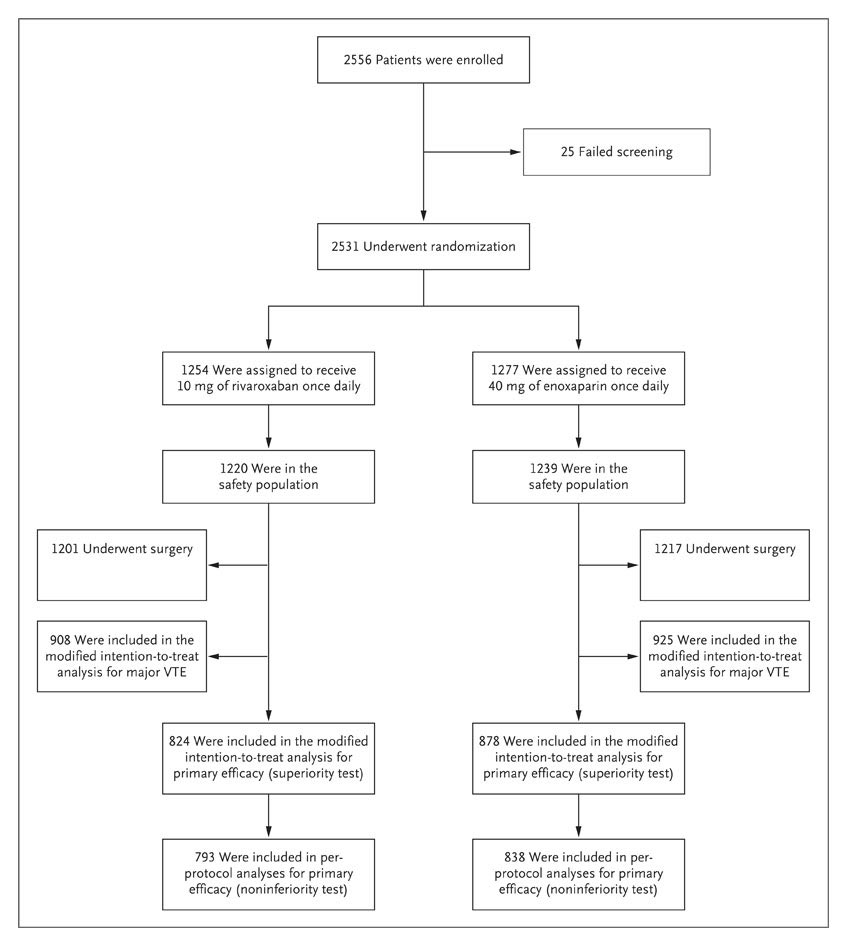 2556 Patients were enrolled
25 Failed screening
2531 Underwent randomization
1254 Were assigned to receive
10 mg of rivaroxaban once daily
1277 Were assigned to receive
40 mg of enoxaparin once daily
1220 Were in the
safety population
1239 Were in the
safety population
1201 Underwent surgery
1217 Underwent surgery
908 Were included in the
modified intention-to-treat
analysis for major VTE
925 Were included in the
modified intention-to-treat
analysis for major VTE
824 Were included in the modified
intention-to-treat analysis for
primary efficacy (superiority test)
878 Were included in the modified
intention-to-treat analysis for
primary efficacy (superiority test)
793 Were included in per-
protocol analyses for primary
efficacy (noninferiority test)
838 Were included in per-
protocol analyses for primary
efficacy (noninferiority test)